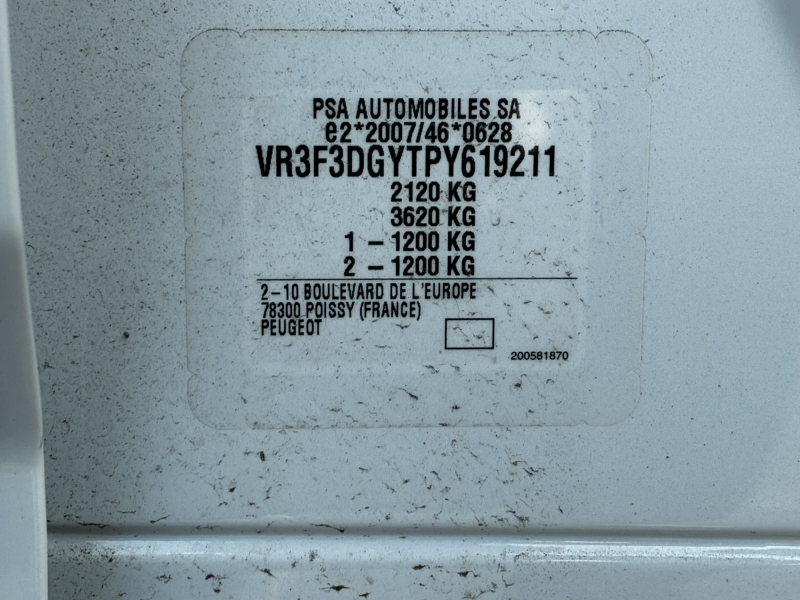 PSA AUTOMOBILES SA
e2*2007/46*0628
VR3F3DGYTPY619211
2120 KG
3620 KG
1 – 1200 KG
2 – 1200 KG
2–10 BOULEVARD DE L'EUROPE
78300 POISSY (FRANCE)
PEUGEOT
200581870